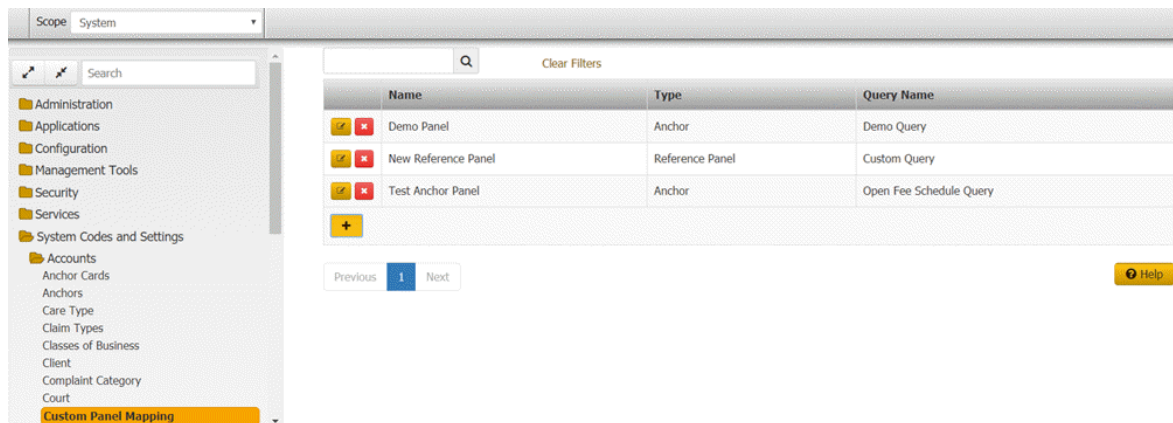 Scope System
Search
Administration
Applications
Configuration
Management Tools
Security
Services
System Codes and Settings
Accounts
Anchor Cards
Anchors
Care Type
Claim Types
Classes of Business
Client
Complaint Category
Court
Custom Panel Mapping
Clear Filters
Name Type Query Name
Demo Panel Anchor Demo Query
New Reference Panel Reference Panel Custom Query
Test Anchor Panel Anchor Open Fee Schedule Query
Previous 1 Next
Help